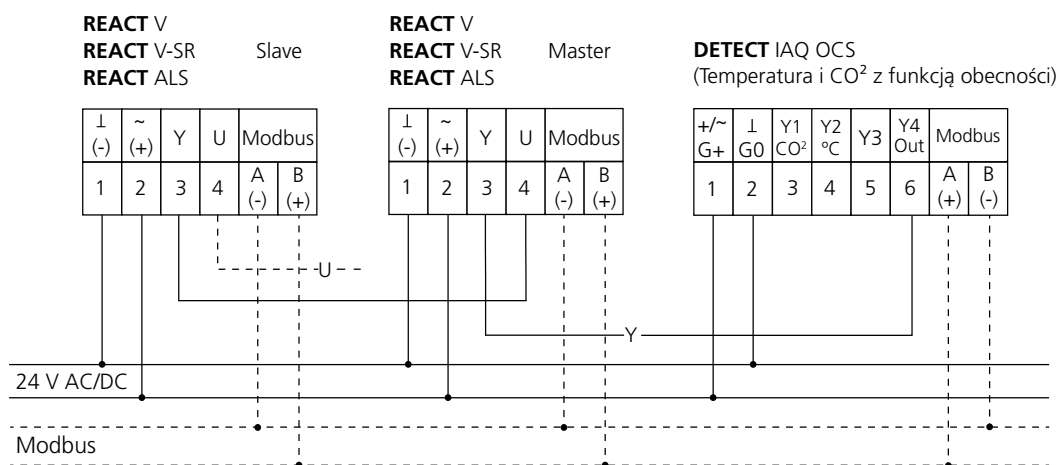 REACT V
REACT V-SR Slave
REACT ALS
⊥ (-) ~ (+) Y U Modbus
1 2 3 4 A (-) B (+)
REACT V
REACT V-SR Master
REACT ALS
⊥ (-) ~ (+) Y U Modbus
1 2 3 4 A (-) B (+)
DETECT IAQ OCS
(Temperatura i CO² z funkcją obecności)
+/~ G+ ⊥ G0 Y1 CO² Y2 ºC Y3 Y4 Out Modbus
1 2 3 4 5 6 A (+) B (-)
U
Y
24 V AC/DC
Modbus